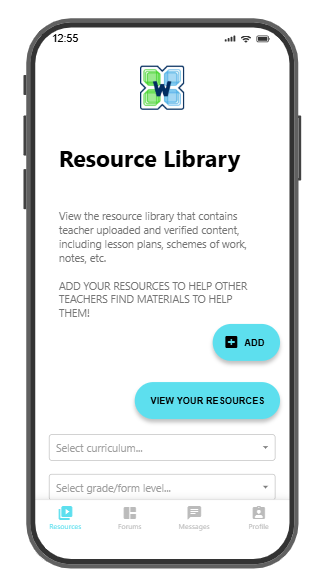 12:55
W
Resource Library
View the resource library that contains
teacher uploaded and verified content,
including lesson plans, schemes of work,
notes, etc.
ADD YOUR RESOURCES TO HELP OTHER
TEACHERS FIND MATERIALS TO HELP
THEM!
ADD
VIEW YOUR RESOURCES
Select curriculum...
Select grade/form level...
Resources Forums Messages Profile